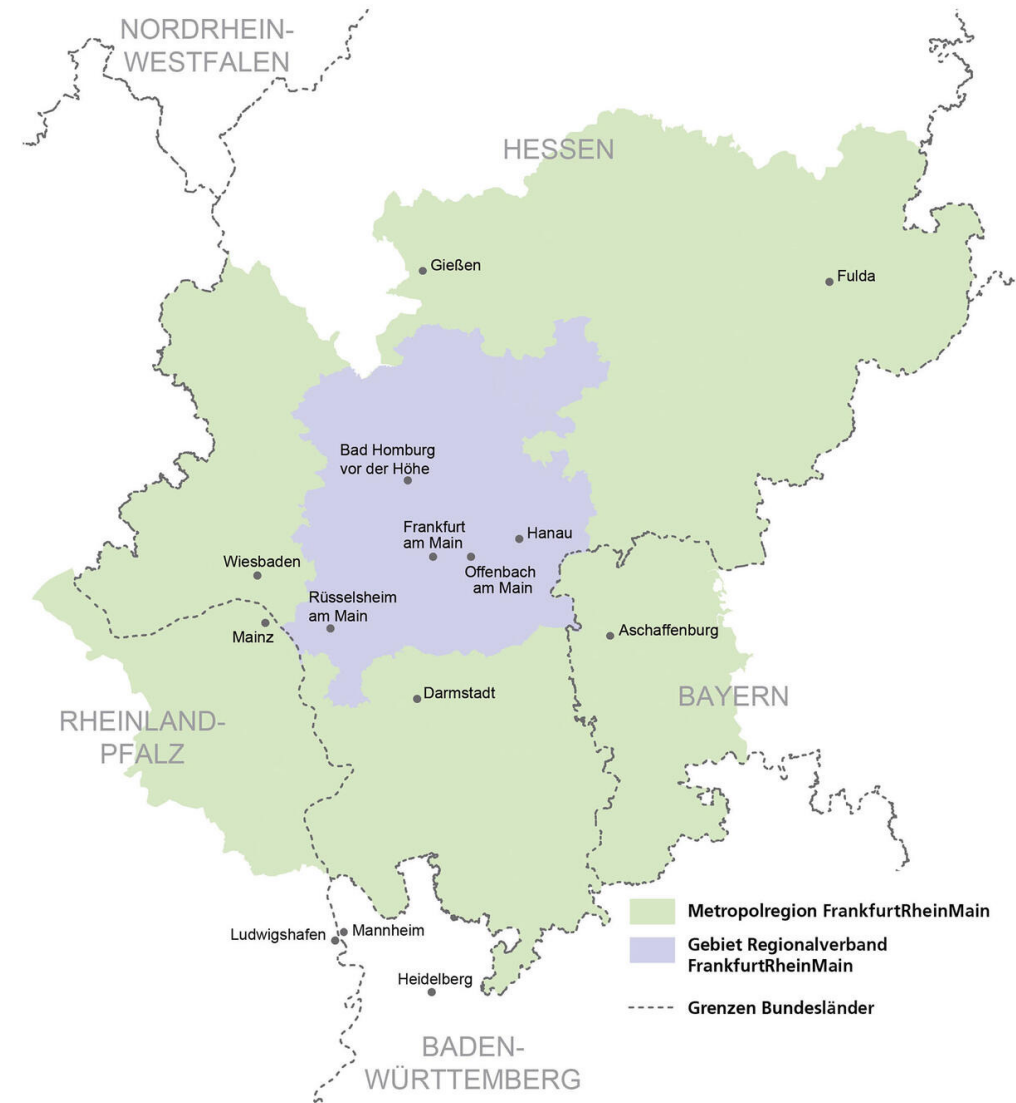 NORDRHEIN-
WESTFALEN
HESSEN
Gießen
Fulda
Bad Homburg
vor der Höhe
Frankfurt
am Main
Hanau
Offenbach
am Main
Wiesbaden
Rüsselsheim
am Main
Mainz
Aschaffenburg
Darmstadt
BAYERN
RHEINLAND-
PFALZ
Metropolregion FrankfurtRheinMain
Gebiet Regionalverband
FrankfurtRheinMain
Grenzen Bundesländer
Ludwigshafen
Mannheim
Heidelberg
BADEN-
WÜRTTEMBERG